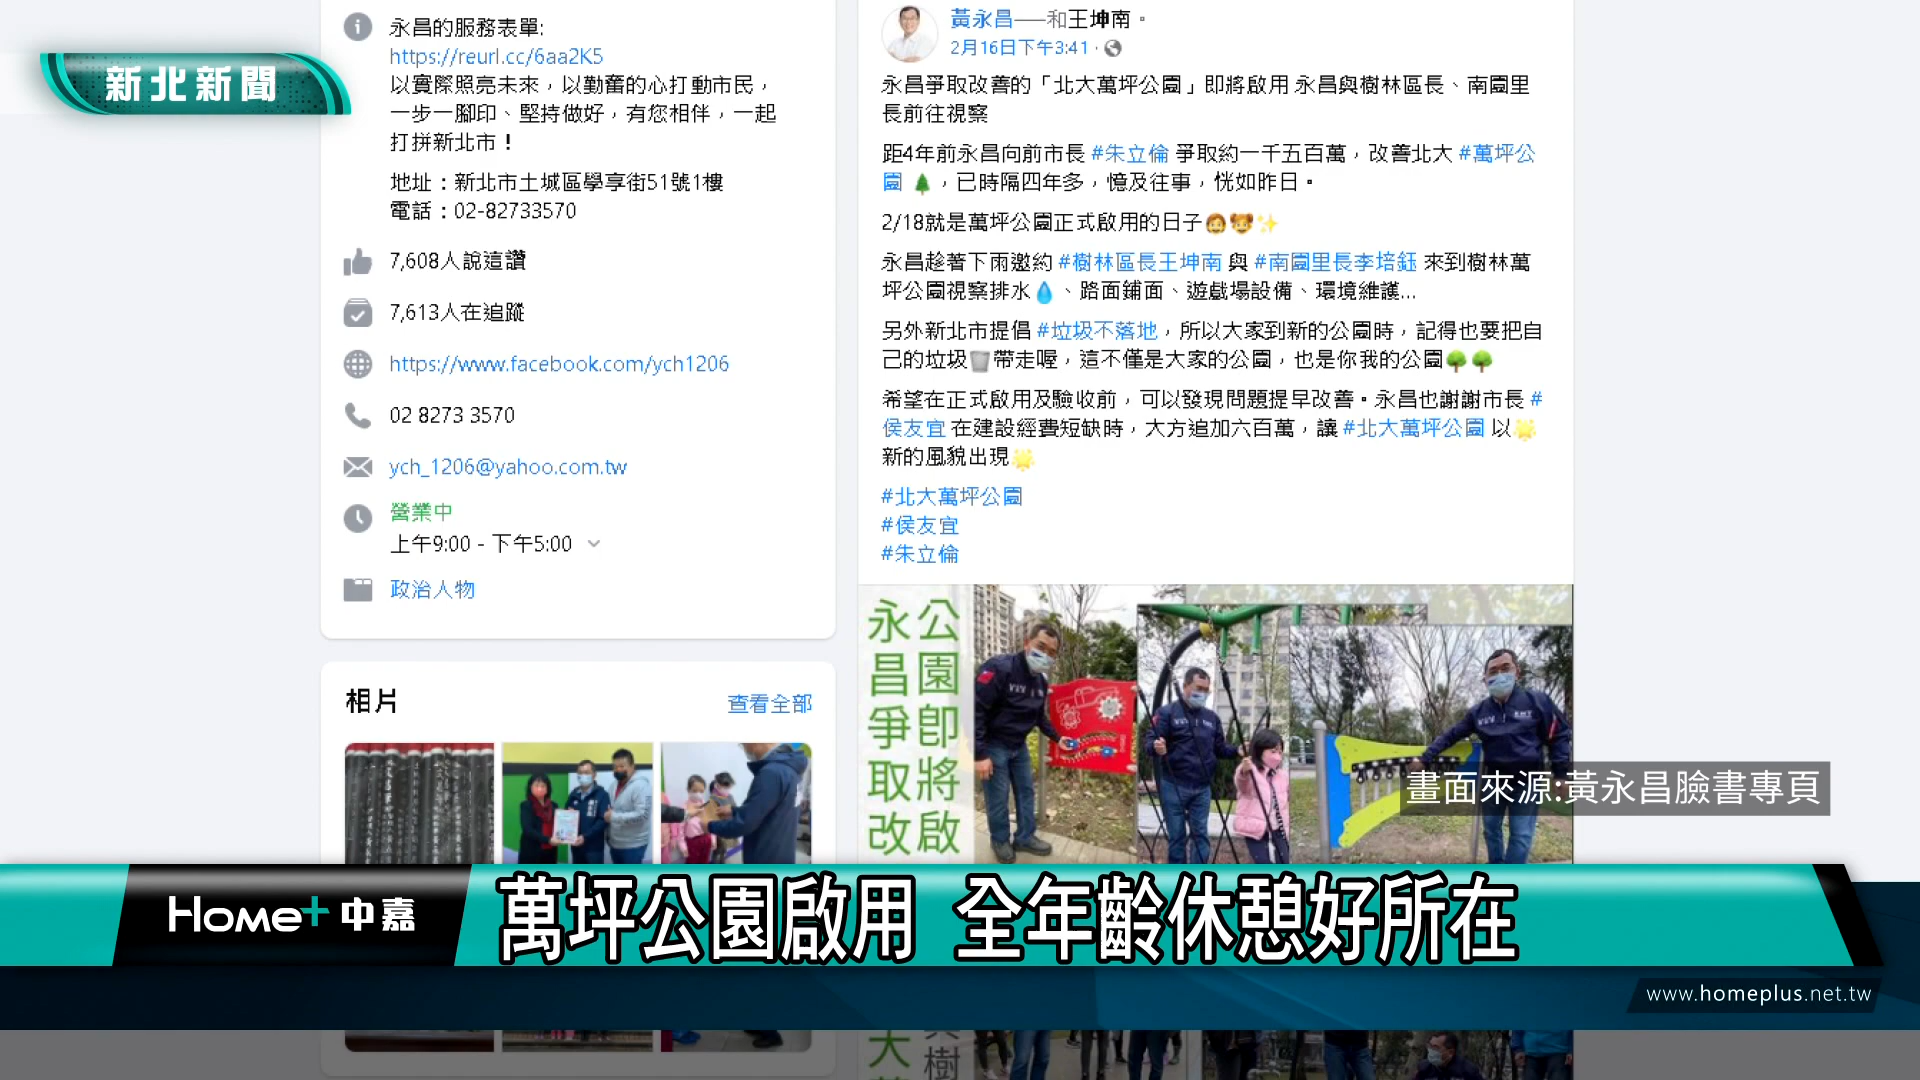 新北新聞
永昌的服務表單:
https://reurl.cc/6aa2K5
以實際照亮未來，以勤奮的心打動市民，
一步一腳印、堅持做好，有您相伴，一起
打拼新北市！
地址：新北市土城區學享街51號1樓
電話：02-82733570
7,608人說這讚
7,613人在追蹤
https://www.facebook.com/ych1206
02 8273 3570
ych_1206@yahoo.com.tw
營業中
上午9:00 - 下午5:00
政治人物
相片
查看全部
黃永昌——和王坤南。
2月16日下午3:41 ·
永昌爭取改善的「北大萬坪公園」即將啟用 永昌與樹林區長、南園里
長前往視察
距4年前永昌向前市長 #朱立倫 爭取約一千五百萬，改善北大 #萬坪公
園 🌲，已時隔四年多，憶及往事，恍如昨日。
2/18就是萬坪公園正式啟用的日子🧔👧✨
永昌趁著下雨邀約 #樹林區長王坤南 與 #南園里長李培鈺 來到樹林萬
坪公園視察排水💧、路面鋪面、遊戲場設備、環境維護...
另外新北市提倡 #垃圾不落地，所以大家到新的公園時，記得也要把自
己的垃圾🗑帶走喔，這不僅是大家的公園，也是你我的公園🌳🌳
希望在正式啟用及驗收前，可以發現問題提早改善。永昌也謝謝市長 #
侯友宜 在建設經費短缺時，大方追加六百萬，讓 #北大萬坪公園 以🌟
新的風貌出現🌟
#北大萬坪公園
#侯友宜
#朱立倫
公園即將啟
永昌爭取改
畫面來源:黃永昌臉書專頁
Home+ 中嘉
萬坪公園啟用 全年齡休憩好所在
www.homeplus.net.tw
大
樹